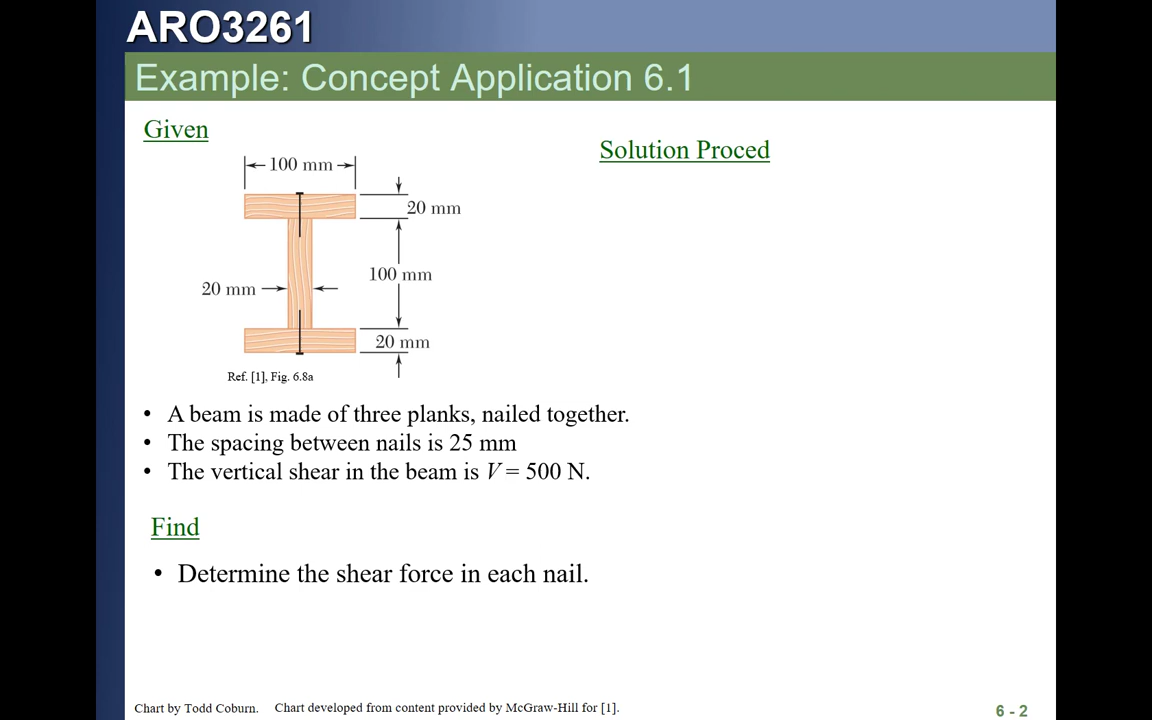 ARO3261
Example: Concept Application 6.1
Given
Solution Proced
100 mm
20 mm
100 mm
20 mm
20 mm
Ref. [1], Fig. 6.8a
• A beam is made of three planks, nailed together.
• The spacing between nails is 25 mm
• The vertical shear in the beam is V = 500 N.
Find
• Determine the shear force in each nail.
Chart by Todd Coburn. Chart developed from content provided by McGraw-Hill for [1].
6 - 2